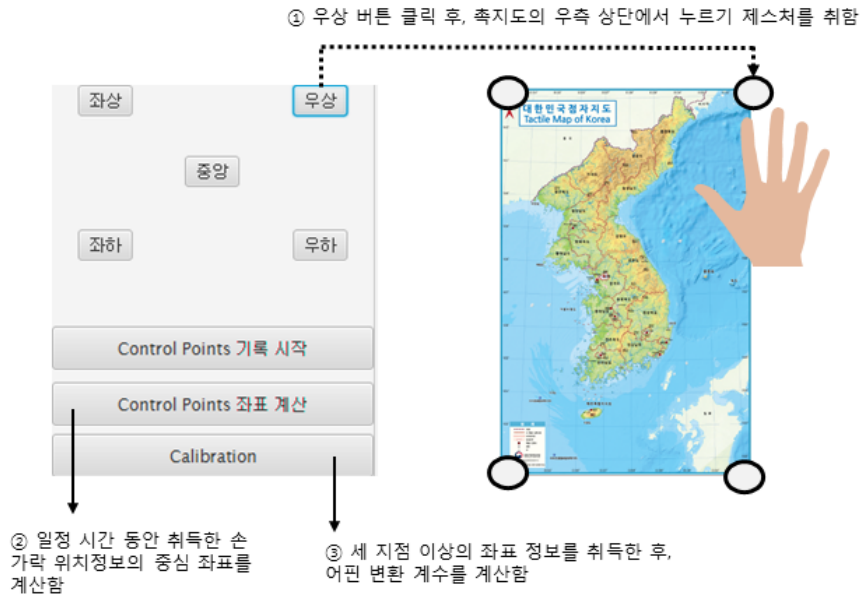 ① 우상 버튼 클릭 후, 촉지도의 우측 상단에서 누르기 제스처를 취함
좌상
우상
중앙
좌하
우하
Control Points 기록 시작
Control Points 좌표 계산
Calibration
대한민국점자지도
Tactile Map of Korea
② 일정 시간 동안 취득한 손
가락 위치정보의 중심 좌표를
계산함
③ 세 지점 이상의 좌표 정보를 취득한 후,
어핀 변환 계수를 계산함